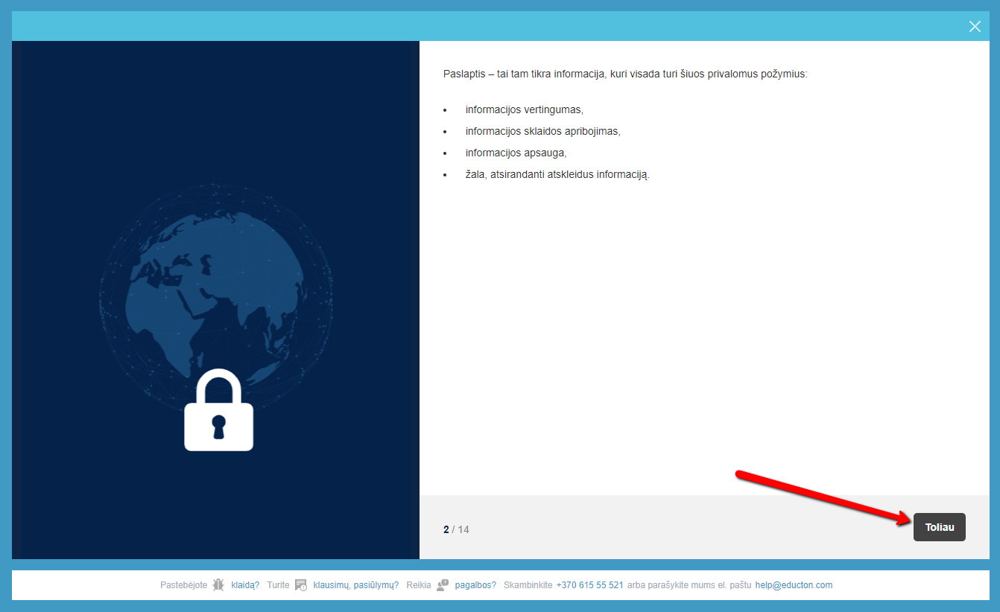 Paslaptis – tai tam tikra informacija, kuri visada turi šiuos privalomus požymius:
• informacijos vertingumas,
• informacijos sklaidos apribojimas,
• informacijos apsauga,
• žala, atsirandanti atskleidus informaciją.
2 / 14
Toliau
Pastebėjote klaidą? Turite klausimų, pasiūlymų? Reikia pagalbos? Skambinkite +370 615 55 521 arba parašykite mums el. paštu help@educton.com